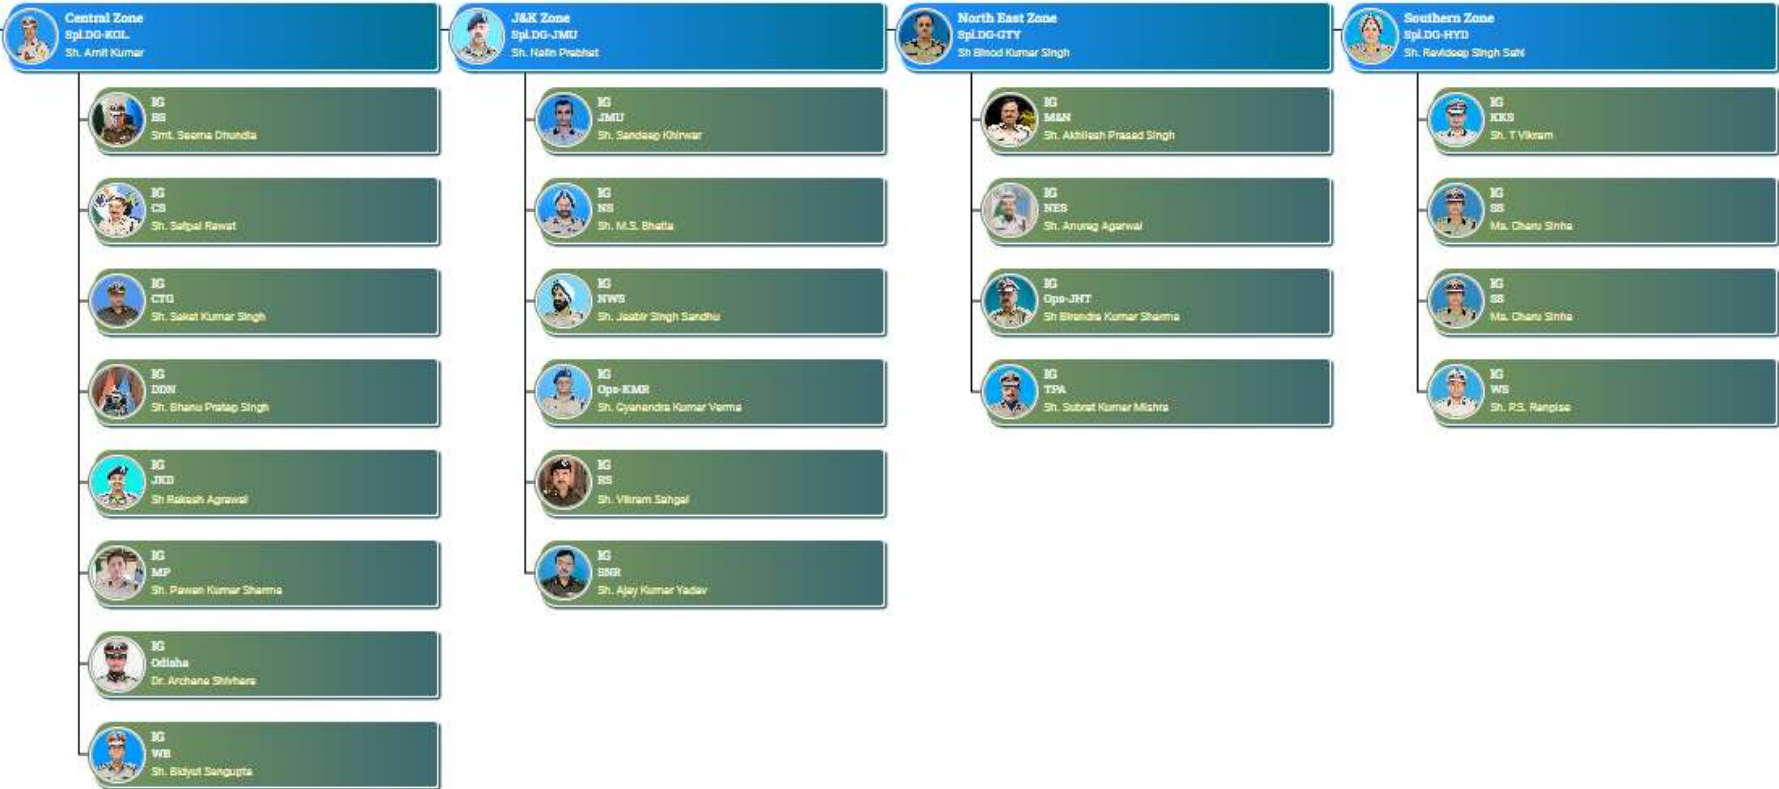 Central Zone
Spl.DG-KOL
Sh. Amit Kumar
IG
BS
Smt. Seema Dhundia
IG
CS
Sh. Satpal Rawat
IG
CTG
Sh. Saket Kumar Singh
IG
DDN
Sh. Bhanu Pratap Singh
IG
JKD
Sh Rakesh Agrawal
IG
MP
Sh. Pawan Kumar Sharma
IG
Odisha
Dr. Archana Shivhare
IG
WB
Sh. Bidyut Sengupta
J&K Zone
Spl.DG-JMU
Sh. Nalin Prabhat
IG
JMU
Sh. Sandeep Khirwar
IG
NS
Sh. M.S. Bhatia
IG
NWS
Sh. Jasbir Singh Sandhu
IG
Ops-KMR
Sh. Gyanendra Kumar Verma
IG
RS
Sh. Vikram Sahgal
IG
SNR
Sh. Ajay Kumar Yadav
North East Zone
Spl.DG-GTY
Sh Binod Kumar Singh
IG
M&N
Sh. Akhilesh Prasad Singh
IG
NES
Sh. Anurag Agarwal
IG
Ops-JHT
Sh Birendra Kumar Sharma
IG
TPA
Sh. Subrat Kumar Mishra
Southern Zone
Spl.DG-HYD
Sh. Ravideep Singh Sahi
IG
KKS
Sh. T Vikram
IG
SS
Ms. Charu Sinha
IG
SS
Ms. Charu Sinha
IG
WS
Sh. P.S. Ranpise